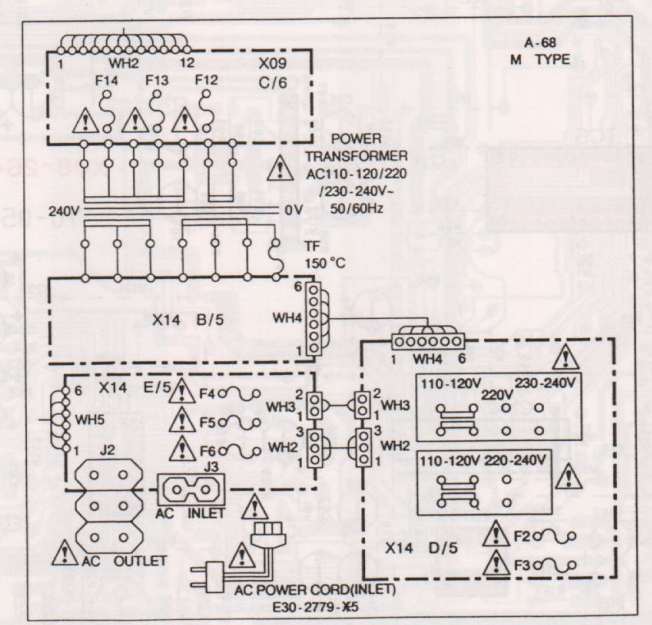 A-68
M TYPE
1 WH2 12
X09
C/6
F14 F13 F12
POWER
TRANSFORMER
AC110-120/220
/230-240V~
50/60Hz
240V 0V
TF
150 °C
X14 B/5
6
WH4
1
1 WH4 6
X14 E/5
6
WH5
1
F4
F5
F6
2
WH3
1
3
WH2
1
2
WH3
1
3
WH2
1
110-120V 230-240V
220V
110-120V 220-240V
J2
J3
AC INLET
AC OUTLET
X14 D/5
F2
F3
AC POWER CORD(INLET)
E30-2779-X5